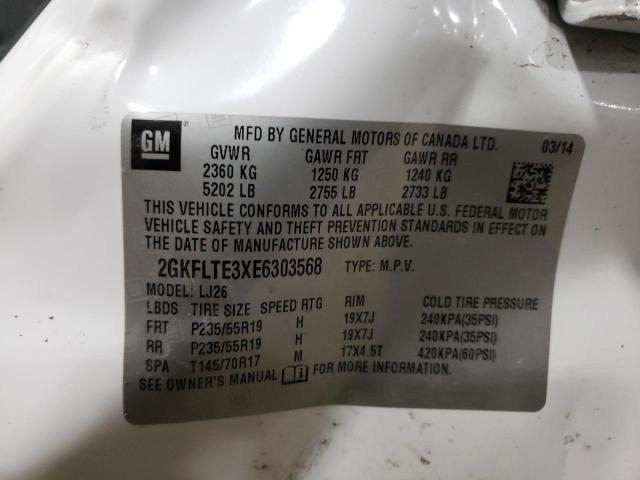 GM
MFD BY GENERAL MOTORS OF CANADA LTD. 03/14
GVWR GAWR FRT GAWR RR
2360 KG 1250 KG 1240 KG
5202 LB 2755 LB 2733 LB
THIS VEHICLE CONFORMS TO ALL APPLICABLE U.S. FEDERAL MOTOR
VEHICLE SAFETY AND THEFT PREVENTION STANDARDS IN EFFECT ON
THE DATE OF MANUFACTURE SHOWN ABOVE.
2GKFLTE3XE6303568 TYPE: M.P.V.
MODEL: LJ26
LBDS TIRE SIZE SPEED RTG RIM COLD TIRE PRESSURE
FRT P235/55R19 H 19X7J 240KPA(35PSI)
RR P235/55R19 H 19X7J 240KPA(35PSI)
SPA T145/70R17 M 17X4.5T 420KPA(60PSI)
SEE OWNER'S MANUAL FOR MORE INFORMATION.